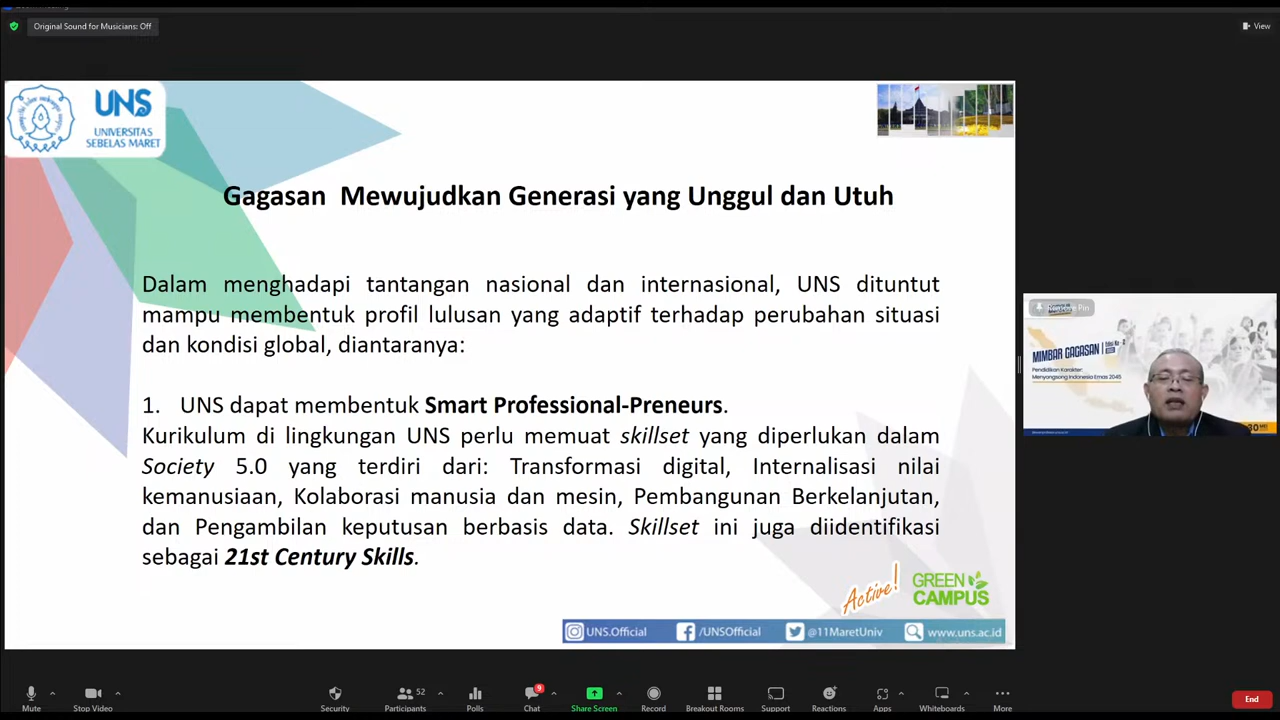 Original Sound for Musicians: Off
View
UNS
UNIVERSITAS
SEBELAS MARET
Gagasan Mewujudkan Generasi yang Unggul dan Utuh
Dalam menghadapi tantangan nasional dan internasional, UNS dituntut
mampu membentuk profil lulusan yang adaptif terhadap perubahan situasi
dan kondisi global, diantaranya:
1. UNS dapat membentuk Smart Professional-Preneurs.
Kurikulum di lingkungan UNS perlu memuat skillset yang diperlukan dalam
Society 5.0 yang terdiri dari: Transformasi digital, Internalisasi nilai
kemanusiaan, Kolaborasi manusia dan mesin, Pembangunan Berkelanjutan,
dan Pengambilan keputusan berbasis data. Skillset ini juga diidentifikasi
sebagai 21st Century Skills.
Active!
GREEN
CAMPUS
UNS.Official
/UNSOfficial
@11MaretUniv
www.uns.ac.id
Remove Pin
MIMBAR GAGASAN
Pendidikan Karakter:
Menyongsong Indonesia Emas 2045
30 MEI
Mute
Stop Video
Security
52
Participants
Polls
9
Chat
Share Screen
Record
Breakout Rooms
Support
Reactions
Apps
Whiteboards
More
End